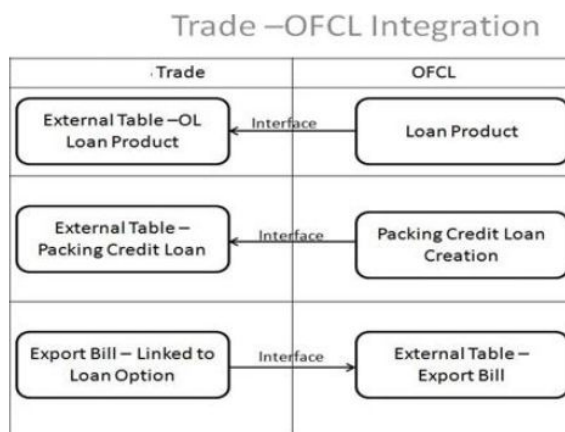 Trade –OFCL Integration
Trade
OFCL
External Table –OL
Loan Product
Interface
Loan Product
External Table –
Packing Credit Loan
Interface
Packing Credit Loan
Creation
Export Bill – Linked to
Loan Option
Interface
External Table –
Export Bill